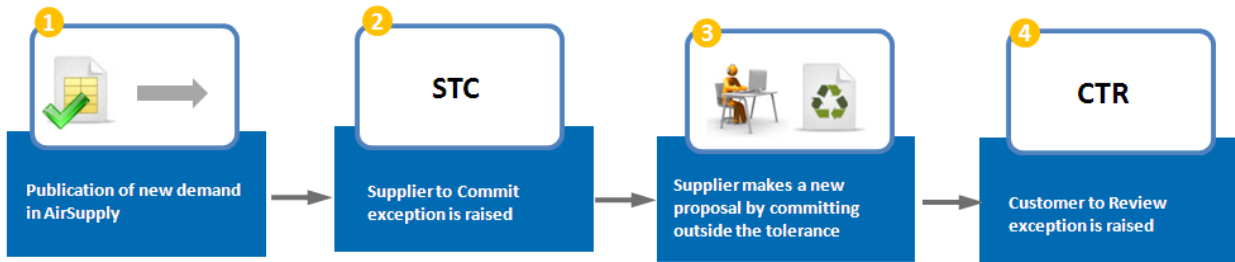 1
Publication of new demand
in AirSupply
2
STC
Supplier to Commit
exception is raised
3
Supplier makes a new
proposal by committing
outside the tolerance
4
CTR
Customer to Review
exception is raised